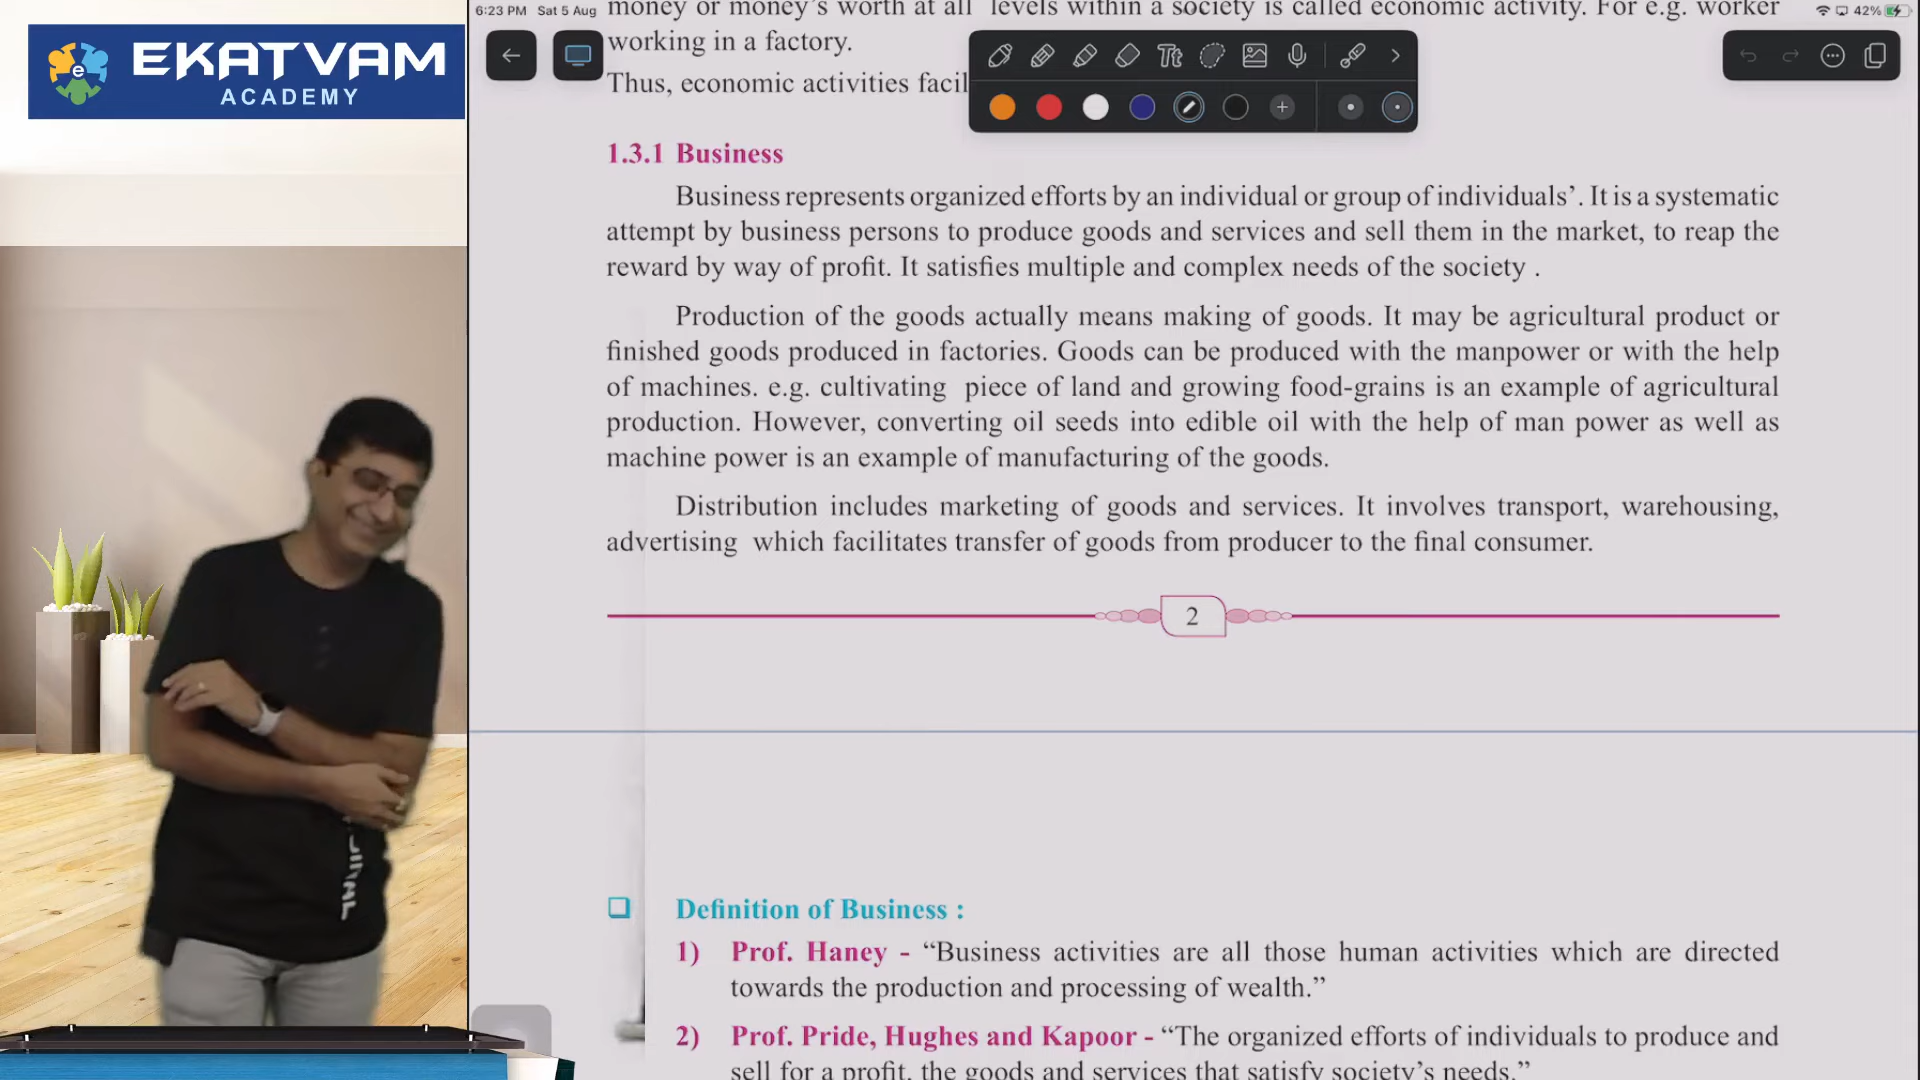 6:23 PM Sat 5 Aug
42%
EKATVAM
ACADEMY
money or money's worth at all levels within a society is called economic activity. For e.g. worker
working in a factory.
Thus, economic activities facil
Tt
1.3.1 Business
Business represents organized efforts by an individual or group of individuals'. It is a systematic
attempt by business persons to produce goods and services and sell them in the market, to reap the
reward by way of profit. It satisfies multiple and complex needs of the society .
Production of the goods actually means making of goods. It may be agricultural product or
finished goods produced in factories. Goods can be produced with the manpower or with the help
of machines. e.g. cultivating piece of land and growing food-grains is an example of agricultural
production. However, converting oil seeds into edible oil with the help of man power as well as
machine power is an example of manufacturing of the goods.
Distribution includes marketing of goods and services. It involves transport, warehousing,
advertising which facilitates transfer of goods from producer to the final consumer.
2
Definition of Business :
1) Prof. Haney - “Business activities are all those human activities which are directed
towards the production and processing of wealth.”
2) Prof. Pride, Hughes and Kapoor - “The organized efforts of individuals to produce and
sell for a profit, the goods and services that satisfy society's needs.”